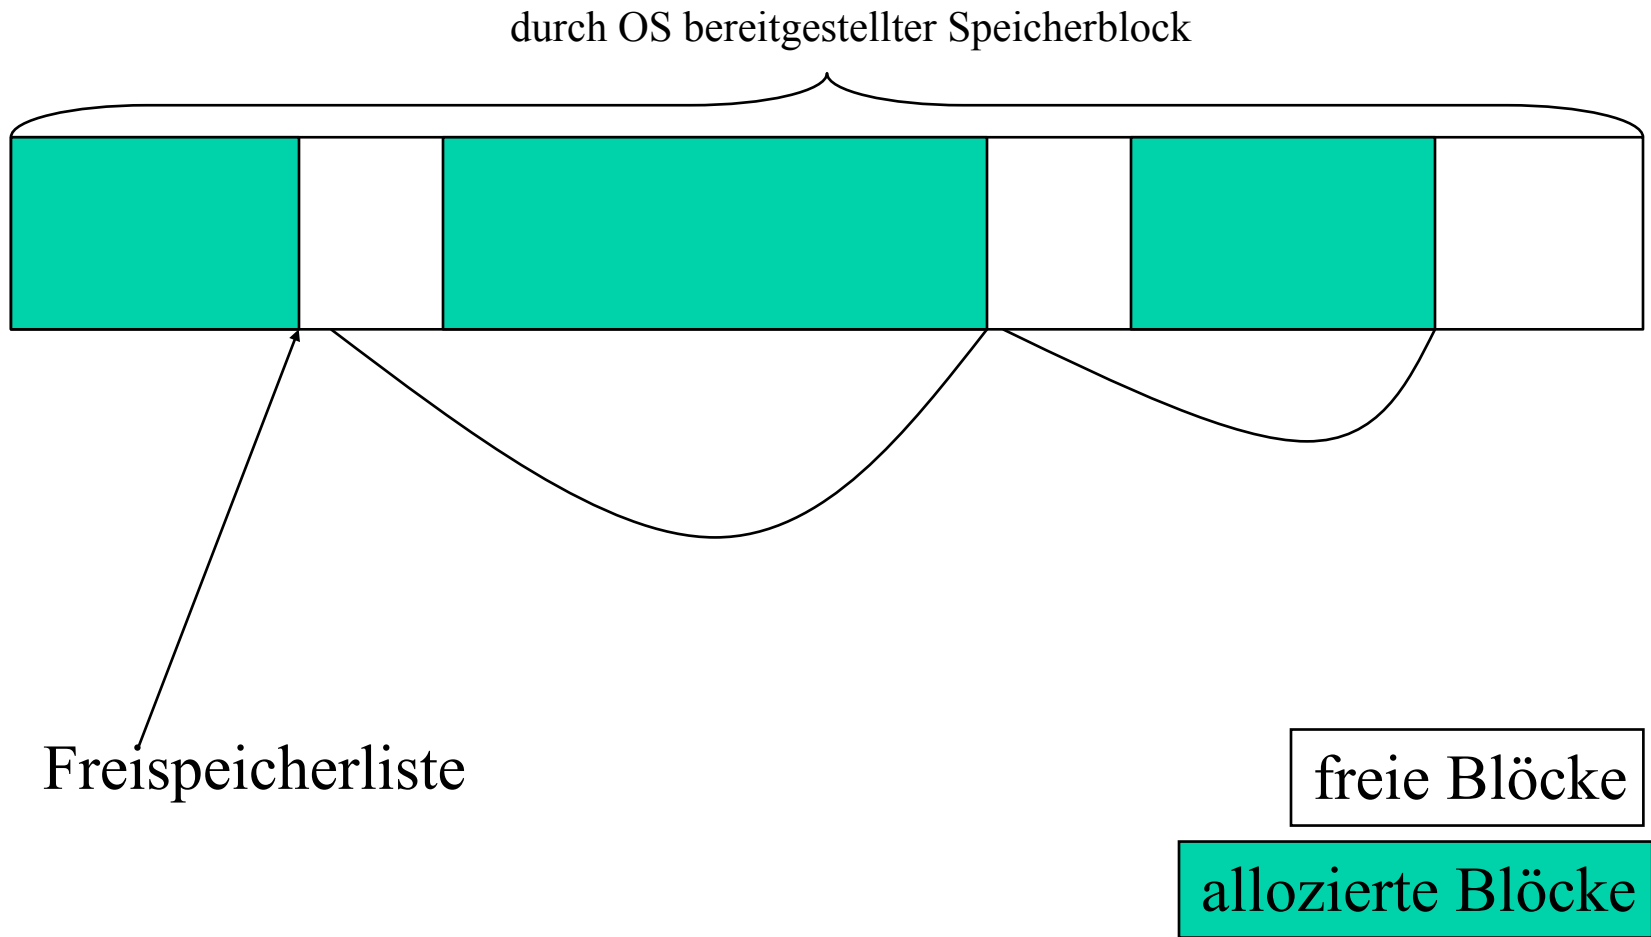 durch OS bereitgestellter Speicherblock
Freispeicherliste
freie Blöcke
allozierte Blöcke